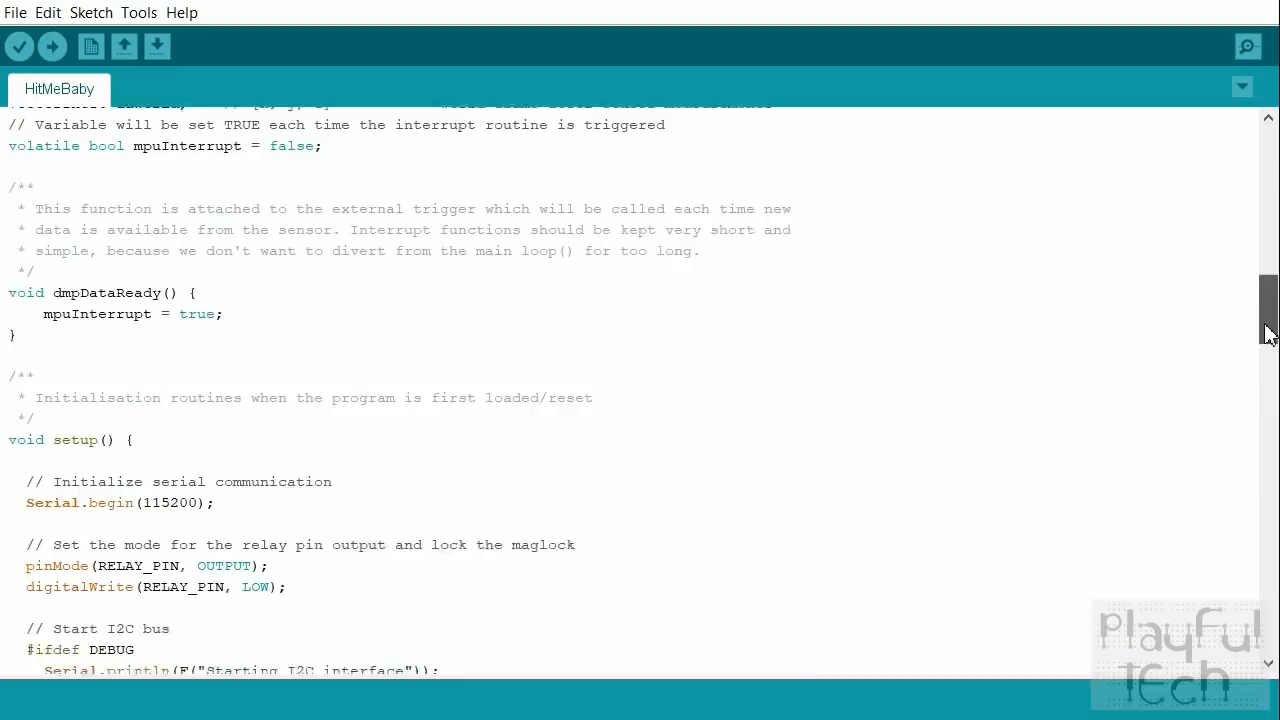 File Edit Sketch Tools Help
HitMeBaby
// Variable will be set TRUE each time the interrupt routine is triggered
volatile bool mpuInterrupt = false;
/**
* This function is attached to the external trigger which will be called each time new
* data is available from the sensor. Interrupt functions should be kept very short and
* simple, because we don't want to divert from the main loop() for too long.
*/
void dmpDataReady() {
mpuInterrupt = true;
}
/**
* Initialisation routines when the program is first loaded/reset
*/
void setup() {
// Initialize serial communication
Serial.begin(115200);
// Set the mode for the relay pin output and lock the maglock
pinMode(RELAY_PIN, OUTPUT);
digitalWrite(RELAY_PIN, LOW);
// Start I2C bus
#ifdef DEBUG
Serial.println(F("Starting I2C interface"));
playful
tech